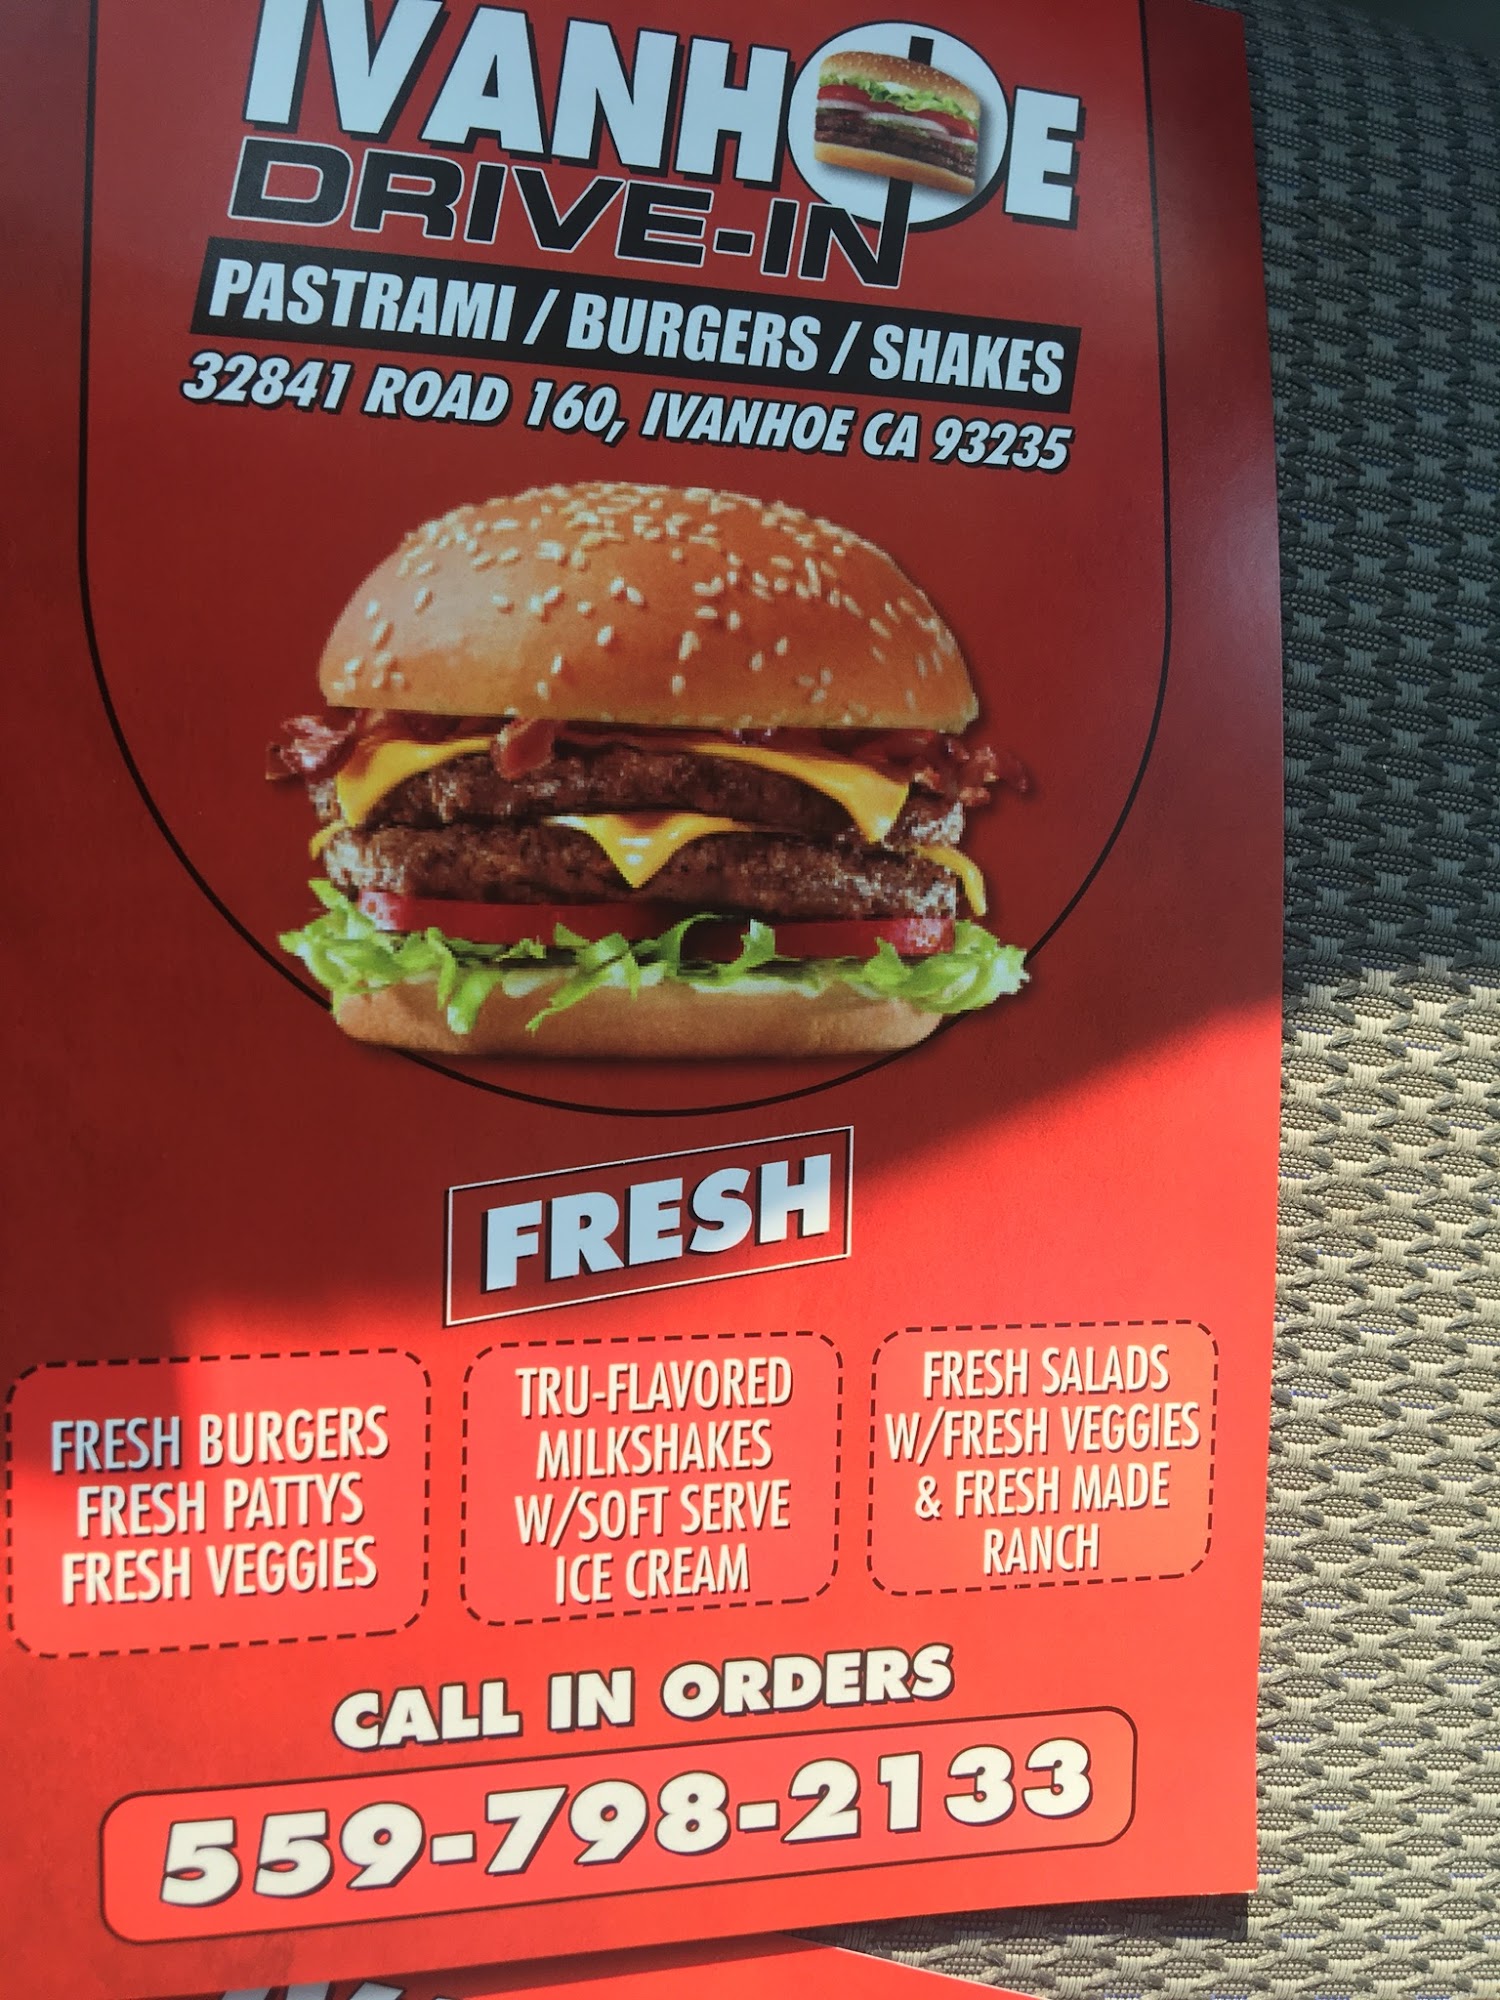 IVANHOE
DRIVE-IN
PASTRAMI / BURGERS / SHAKES
32841 ROAD 160, IVANHOE CA 93235
FRESH
FRESH BURGERS
FRESH PATTYS
FRESH VEGGIES
TRU-FLAVORED
MILKSHAKES
W/SOFT SERVE
ICE CREAM
FRESH SALADS
W/FRESH VEGGIES
& FRESH MADE
RANCH
CALL IN ORDERS
559-798-2133